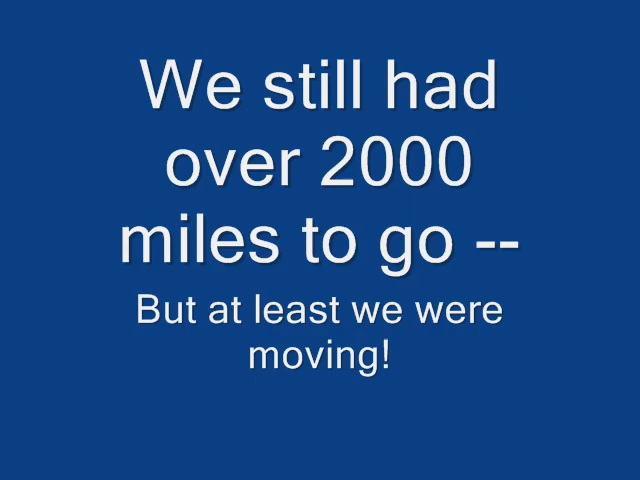 We still had
over 2000
miles to go --
But at least we were
moving!